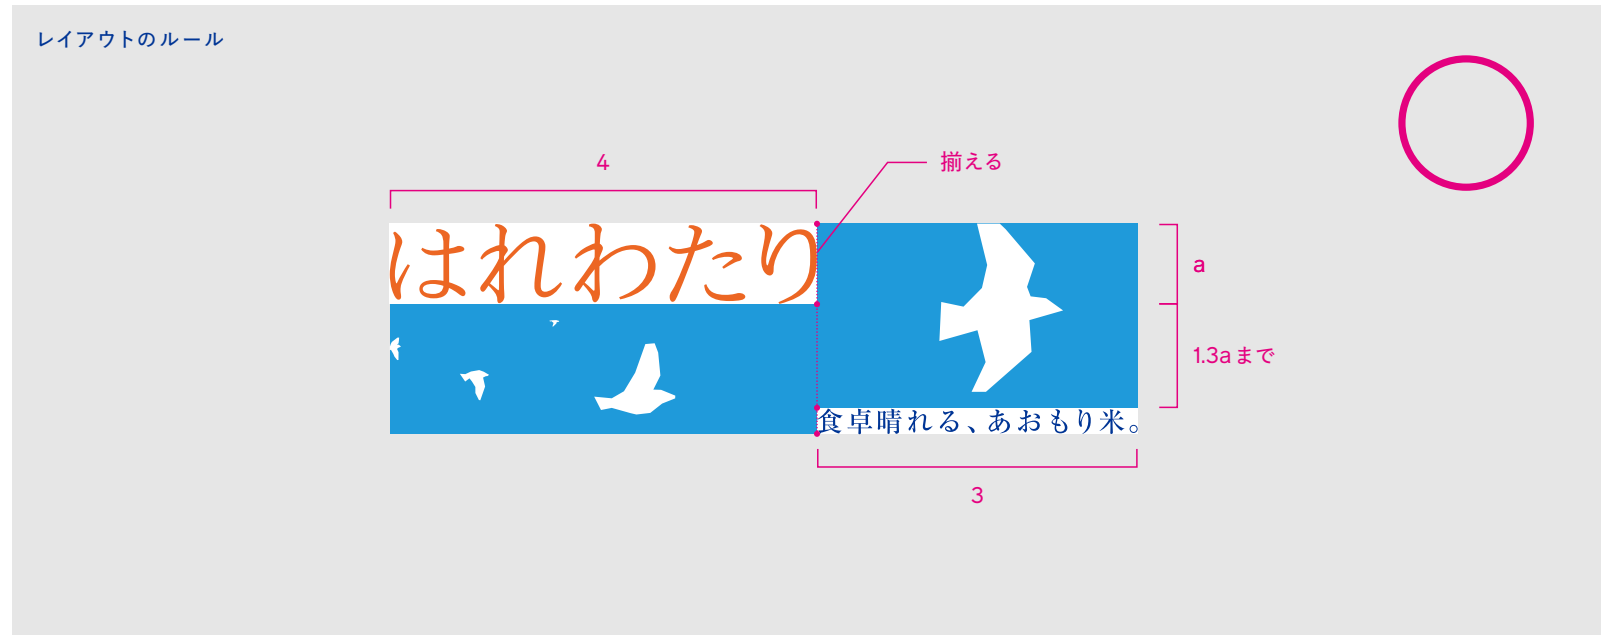 レイアウトのルール
4
揃える
はれわたり
a
1.3aまで
食卓晴れる、あおもり米。
3